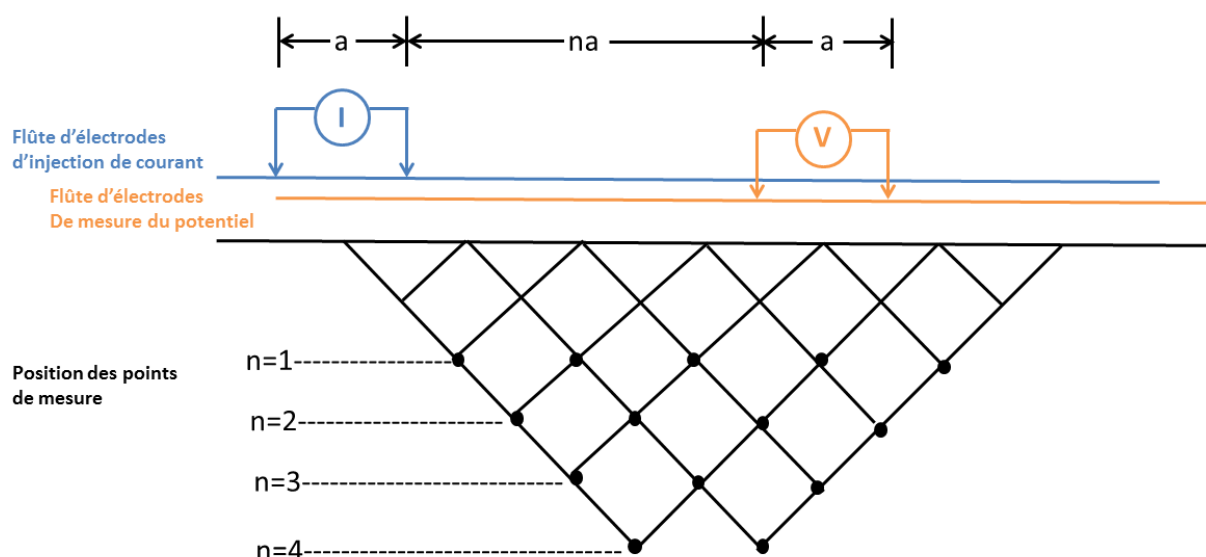 a
na
a
I
V
Flûte d’électrodes
d’injection de courant
Flûte d’électrodes
De mesure du potentiel
n=1
Position des points
de mesure
n=2
n=3
n=4